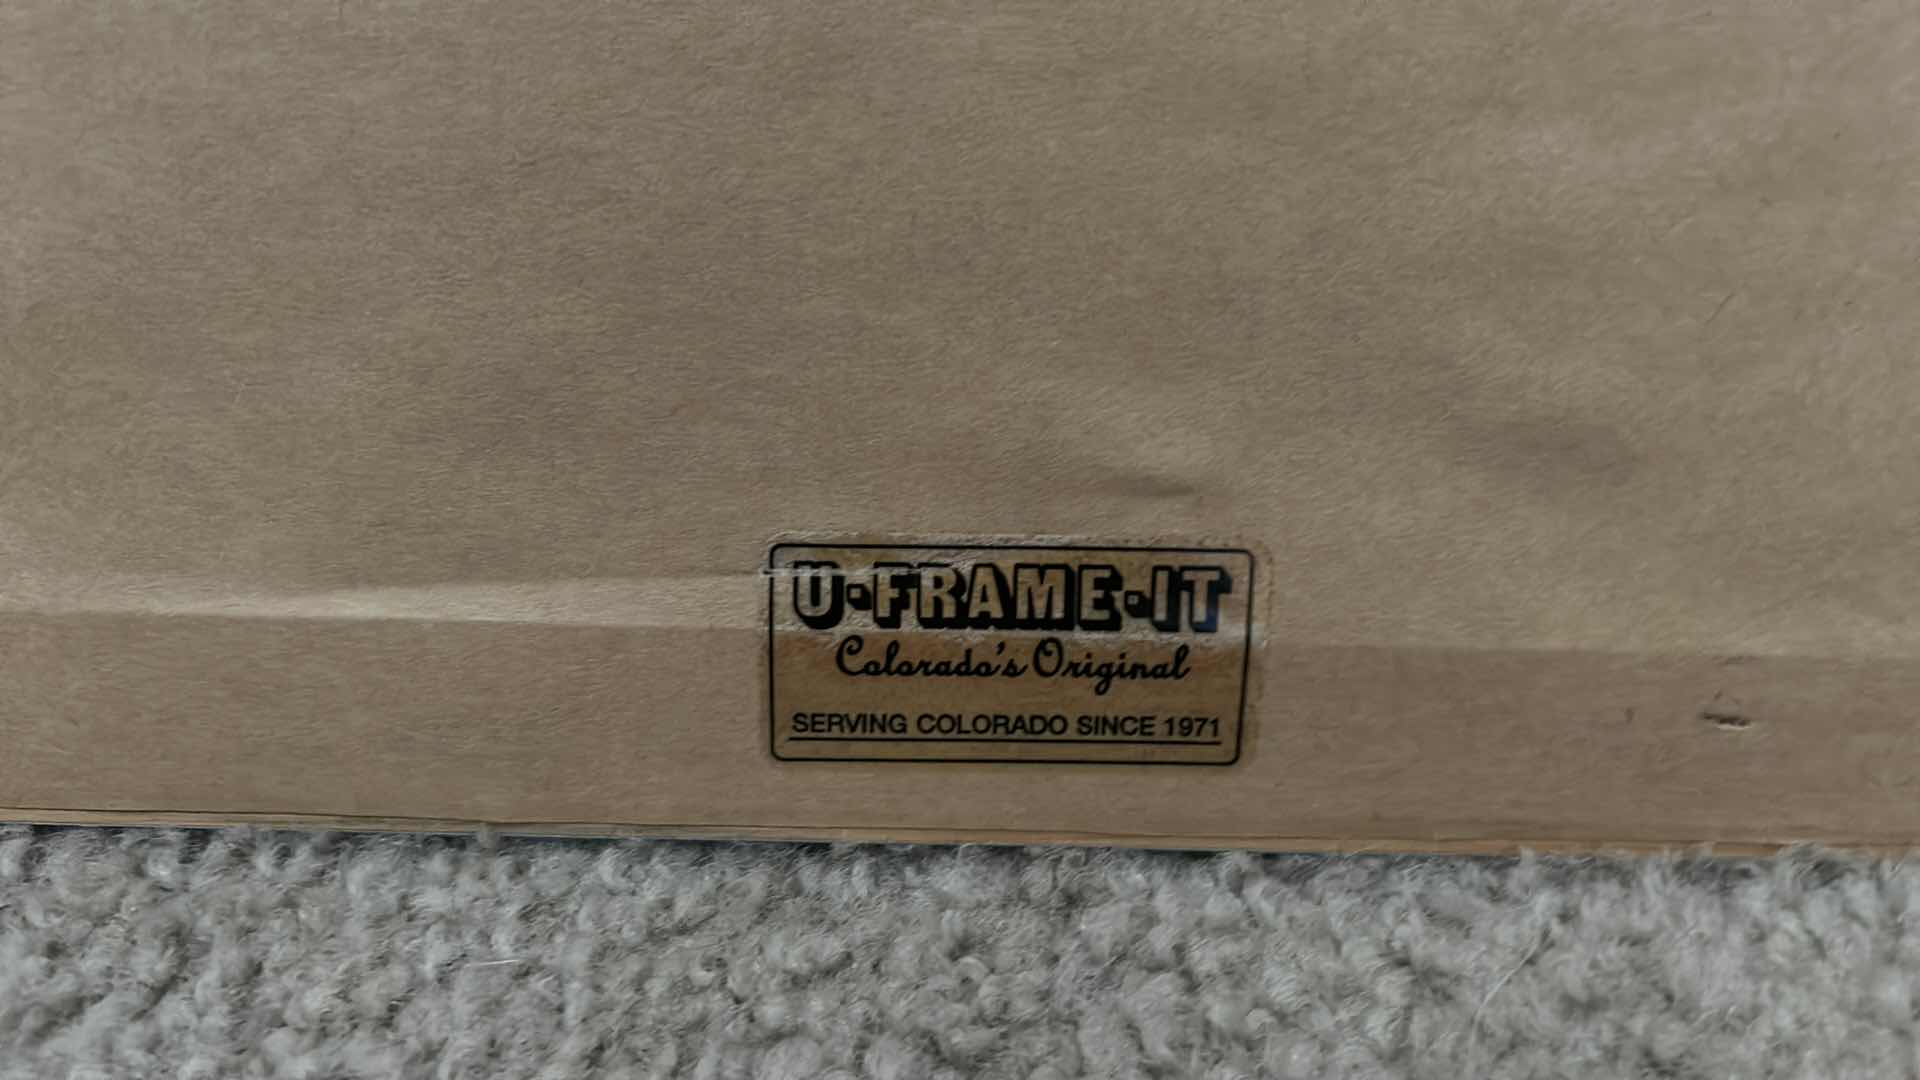 U-FRAME-IT
Colorado's Original
SERVING COLORADO SINCE 1971